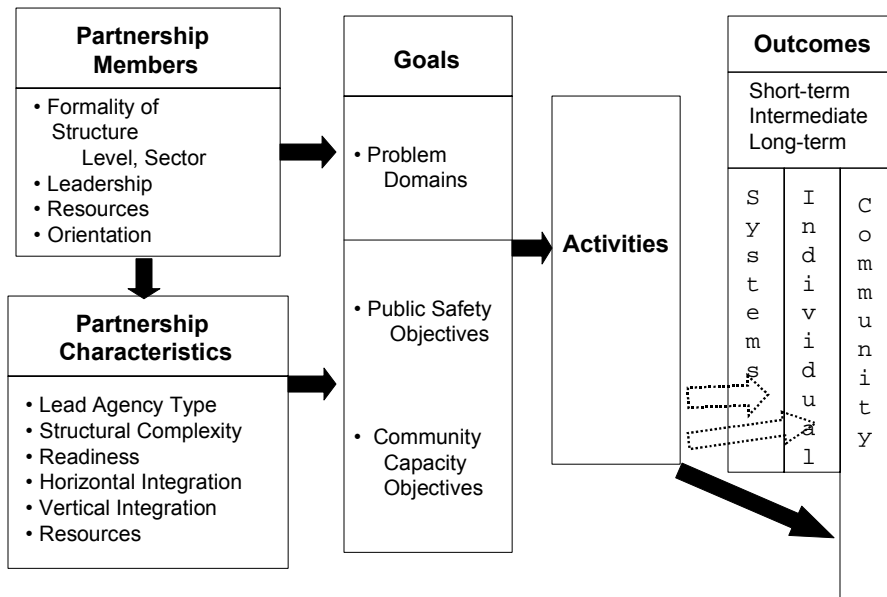 Partnership
Members
• Formality of
Structure
Level, Sector
• Leadership
• Resources
• Orientation
Partnership
Characteristics
• Lead Agency Type
• Structural Complexity
• Readiness
• Horizontal Integration
• Vertical Integration
• Resources
Goals
• Problem
Domains
• Public Safety
Objectives
• Community
Capacity
Objectives
Activities
Outcomes
Short-term
Intermediate
Long-term
Systems
Individual
Community